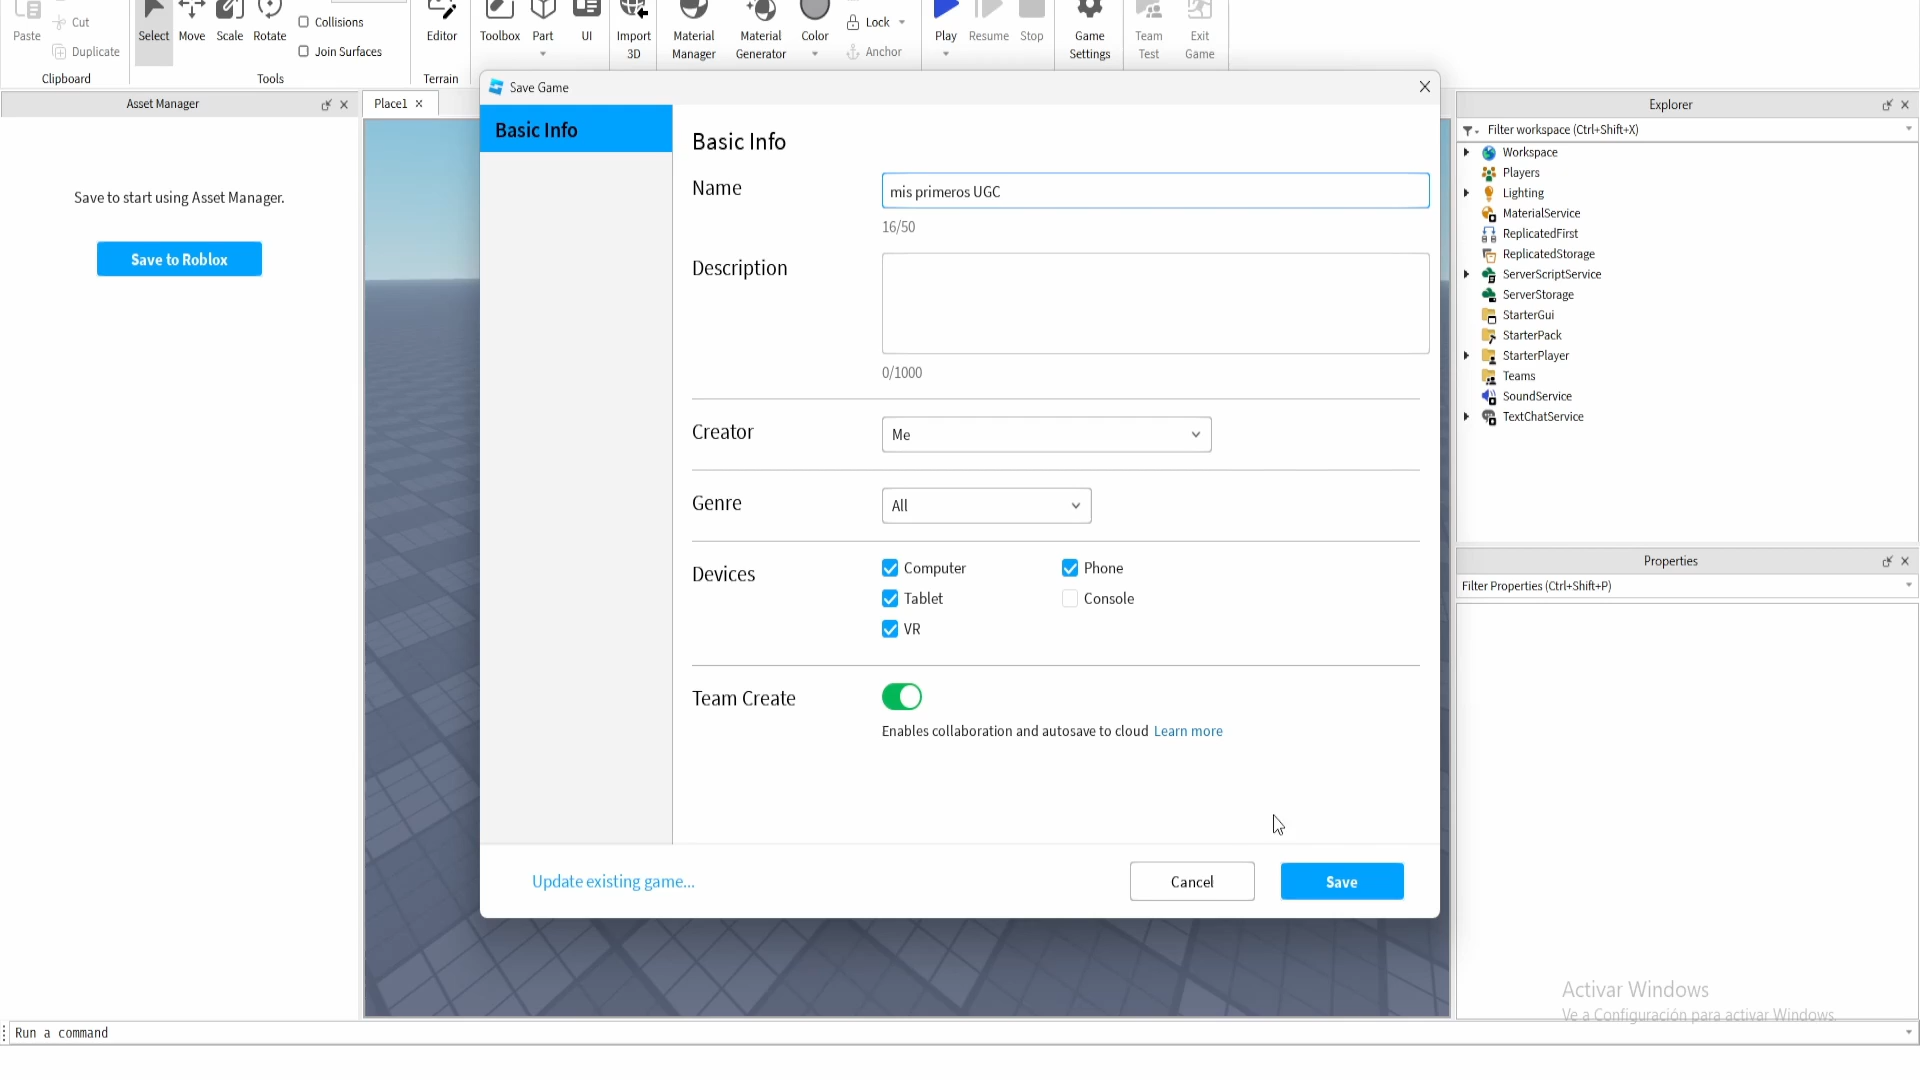 Paste
Cut
Duplicate
Clipboard
Select
Move
Scale
Rotate
Collisions
Join Surfaces
Tools
Editor
Terrain
Toolbox
Part
UI
Import
3D
Material
Manager
Material
Generator
Color
Lock
Anchor
Play
Resume
Stop
Game
Settings
Team
Test
Exit
Game
Asset Manager
Save to start using Asset Manager.
Save to Roblox
Place1
Save Game
Basic Info
Basic Info
Name
mis primeros UGC
16/50
Description
0/1000
Creator
Me
Genre
All
Devices
Computer
Phone
Tablet
Console
VR
Team Create
Enables collaboration and autosave to cloud Learn more
Update existing game...
Cancel
Save
Explorer
Filter workspace (Ctrl+Shift+X)
Workspace
Players
Lighting
MaterialService
ReplicatedFirst
ReplicatedStorage
ServerScriptService
ServerStorage
StarterGui
StarterPack
StarterPlayer
Teams
SoundService
TextChatService
Properties
Filter Properties (Ctrl+Shift+P)
Activar Windows
Ve a Configuración para activar Windows.
Run a command